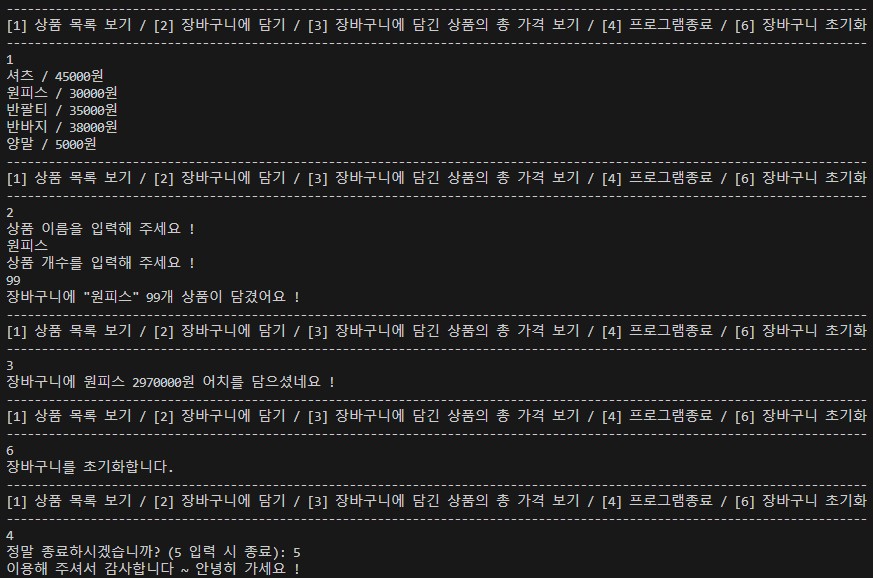 --------------------------------------------------------------------------------
[1] 상품 목록 보기 / [2] 장바구니에 담기 / [3] 장바구니에 담긴 상품의 총 가격 보기 / [4] 프로그램종료 / [6] 장바구니 초기화
--------------------------------------------------------------------------------
1
셔츠 / 45000원
원피스 / 30000원
반팔티 / 35000원
반바지 / 38000원
양말 / 5000원
--------------------------------------------------------------------------------
[1] 상품 목록 보기 / [2] 장바구니에 담기 / [3] 장바구니에 담긴 상품의 총 가격 보기 / [4] 프로그램종료 / [6] 장바구니 초기화
--------------------------------------------------------------------------------
2
상품 이름을 입력해 주세요 !
원피스
상품 개수를 입력해 주세요 !
99
장바구니에 "원피스" 99개 상품이 담겼어요 !
--------------------------------------------------------------------------------
[1] 상품 목록 보기 / [2] 장바구니에 담기 / [3] 장바구니에 담긴 상품의 총 가격 보기 / [4] 프로그램종료 / [6] 장바구니 초기화
--------------------------------------------------------------------------------
3
장바구니에 원피스 2970000원 어치를 담으셨네요 !
--------------------------------------------------------------------------------
[1] 상품 목록 보기 / [2] 장바구니에 담기 / [3] 장바구니에 담긴 상품의 총 가격 보기 / [4] 프로그램종료 / [6] 장바구니 초기화
--------------------------------------------------------------------------------
6
장바구니를 초기화합니다.
--------------------------------------------------------------------------------
[1] 상품 목록 보기 / [2] 장바구니에 담기 / [3] 장바구니에 담긴 상품의 총 가격 보기 / [4] 프로그램종료 / [6] 장바구니 초기화
--------------------------------------------------------------------------------
4
정말 종료하시겠습니까? (5 입력 시 종료): 5
이용해 주셔서 감사합니다 ~ 안녕히 가세요 !